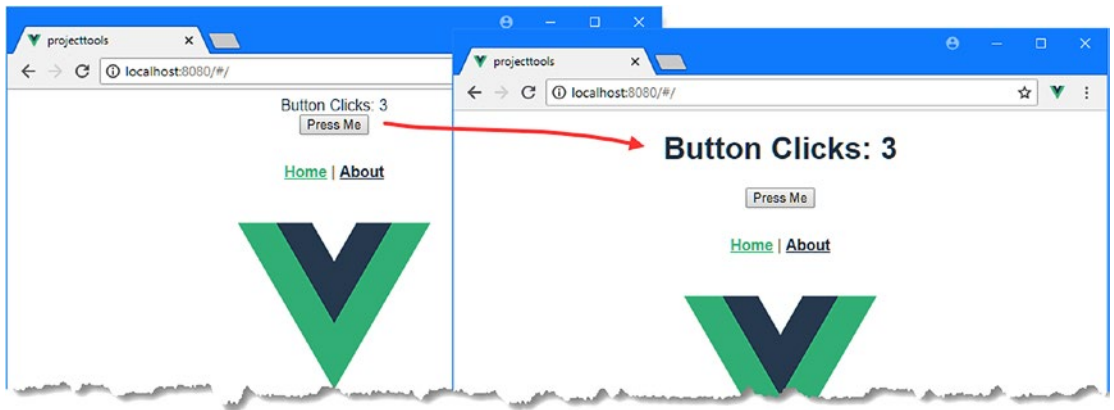 projecttools
localhost:8080/#/
Button Clicks: 3
Press Me
Home | About
projecttools
localhost:8080/#/
Button Clicks: 3
Press Me
Home | About